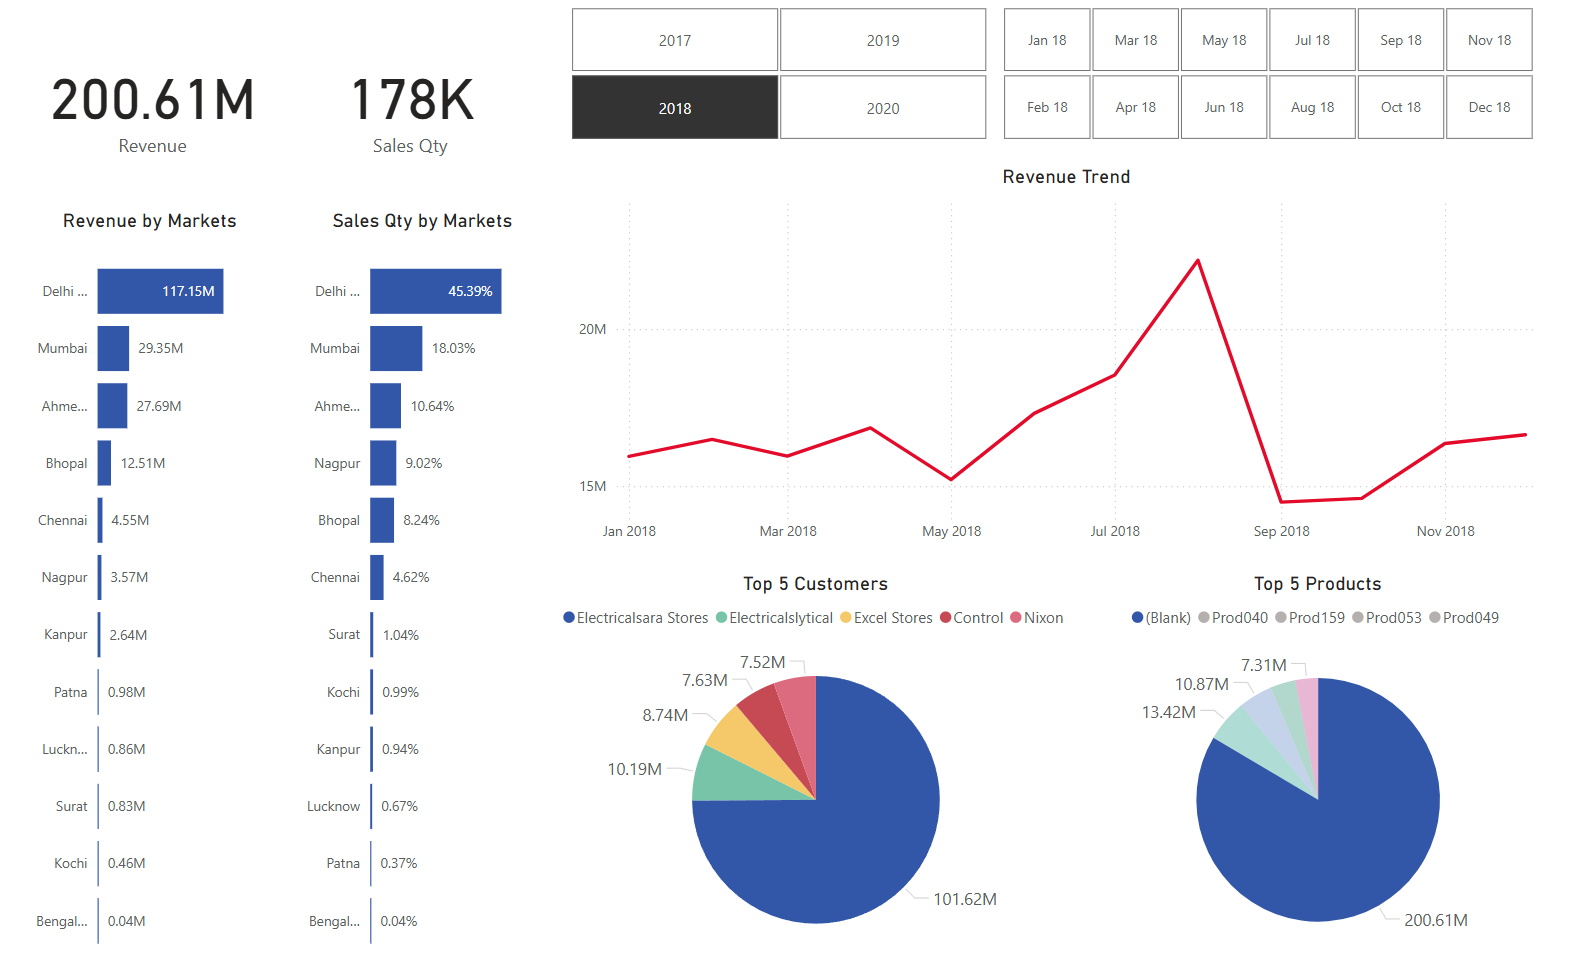 200.61M
Revenue
178K
Sales Qty
2017
2019
2018
2020
Jan 18
Mar 18
May 18
Jul 18
Sep 18
Nov 18
Feb 18
Apr 18
Jun 18
Aug 18
Oct 18
Dec 18
Revenue by Markets
Delhi ... 117.15M
Mumbai 29.35M
Ahme... 27.69M
Bhopal 12.51M
Chennai 4.55M
Nagpur 3.57M
Kanpur 2.64M
Patna 0.98M
Luckn... 0.86M
Surat 0.83M
Kochi 0.46M
Bengal... 0.04M
Sales Qty by Markets
Delhi ... 45.39%
Mumbai 18.03%
Ahme... 10.64%
Nagpur 9.02%
Bhopal 8.24%
Chennai 4.62%
Surat 1.04%
Kochi 0.99%
Kanpur 0.94%
Lucknow 0.67%
Patna 0.37%
Bengal... 0.04%
Revenue Trend
20M
15M
Jan 2018 Mar 2018 May 2018 Jul 2018 Sep 2018 Nov 2018
Top 5 Customers
Electricalsara Stores Electricalslytical Excel Stores Control Nixon
7.52M
7.63M
8.74M
10.19M
101.62M
Top 5 Products
(Blank) Prod040 Prod159 Prod053 Prod049
7.31M
10.87M
13.42M
200.61M